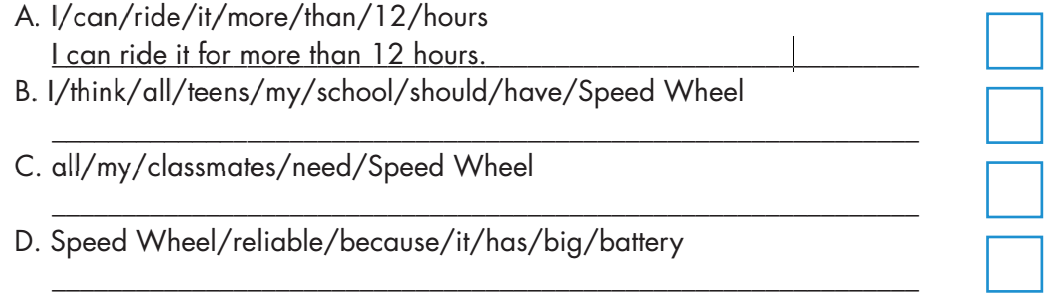 A. I/can/ride/it/more/than/12/hours
I can ride it for more than 12 hours.
B. I/think/all/teens/my/school/should/have/Speed Wheel
C. all/my/classmates/need/Speed Wheel
D. Speed Wheel/reliable/because/it/has/big/battery